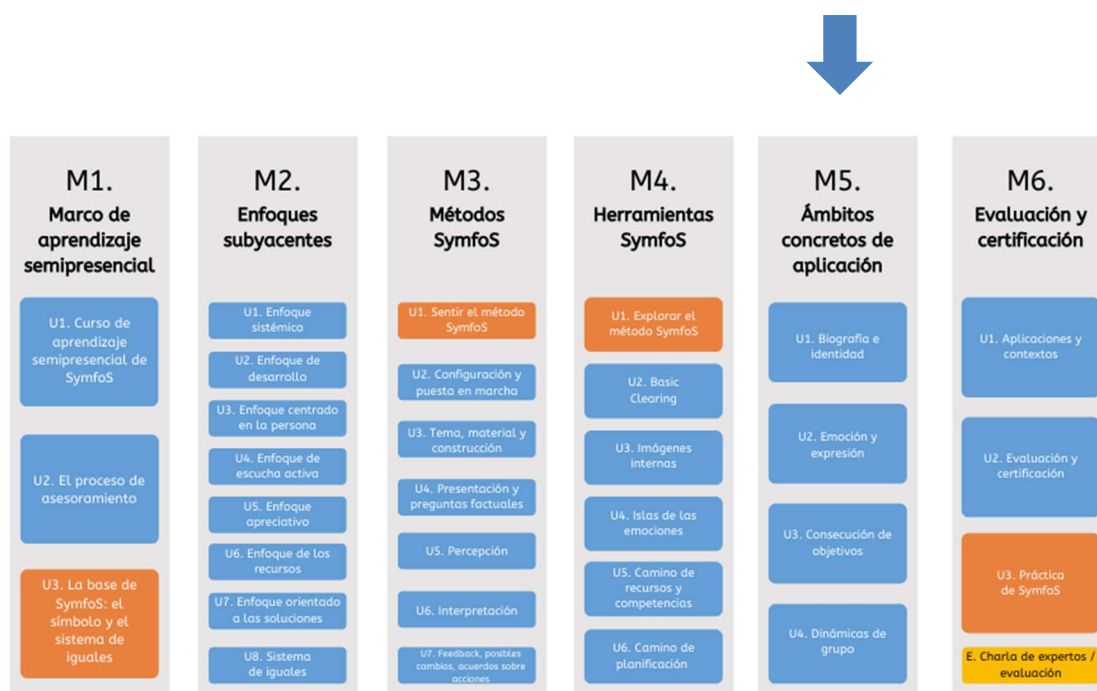 M1.
Marco de
aprendizaje
semipresencial
U1. Curso de
aprendizaje
semipresencial de
SymfoS
U2. El proceso de
asesoramiento
U3. La base de
SymfoS: el
símbolo y el
sistema de
iguales
M2.
Enfoques
subyacentes
U1. Enfoque
sistémico
U2. Enfoque de
desarrollo
U3. Enfoque centrado
en la persona
U4. Enfoque de
escucha activa
U5. Enfoque
apreciativo
U6. Enfoque de los
recursos
U7. Enfoque orientado
a las soluciones
U8. Sistema
de iguales
M3.
Métodos
SymfoS
U1. Sentir el método
SymfoS
U2. Configuración y
puesta en marcha
U3. Tema, material y
construcción
U4. Presentación y
preguntas factuales
U5. Percepción
U6. Interpretación
U7. Feedback, posibles
cambios, acuerdos sobre
acciones
M4.
Herramientas
SymfoS
U1. Explorar el
método SymfoS
U2. Basic
Clearing
U3. Imágenes
internas
U4. Islas de las
emociones
U5. Camino de
recursos y
competencias
U6. Camino de
planificación
M5.
Ámbitos
concretos de
aplicación
U1. Biografía e
identidad
U2. Emoción y
expresión
U3. Consecución de
objetivos
U4. Dinámicas de
grupo
M6.
Evaluación y
certificación
U1. Aplicaciones y
contextos
U2. Evaluación y
certificación
U3. Práctica
de SymfoS
E. Charla de expertos /
evaluación